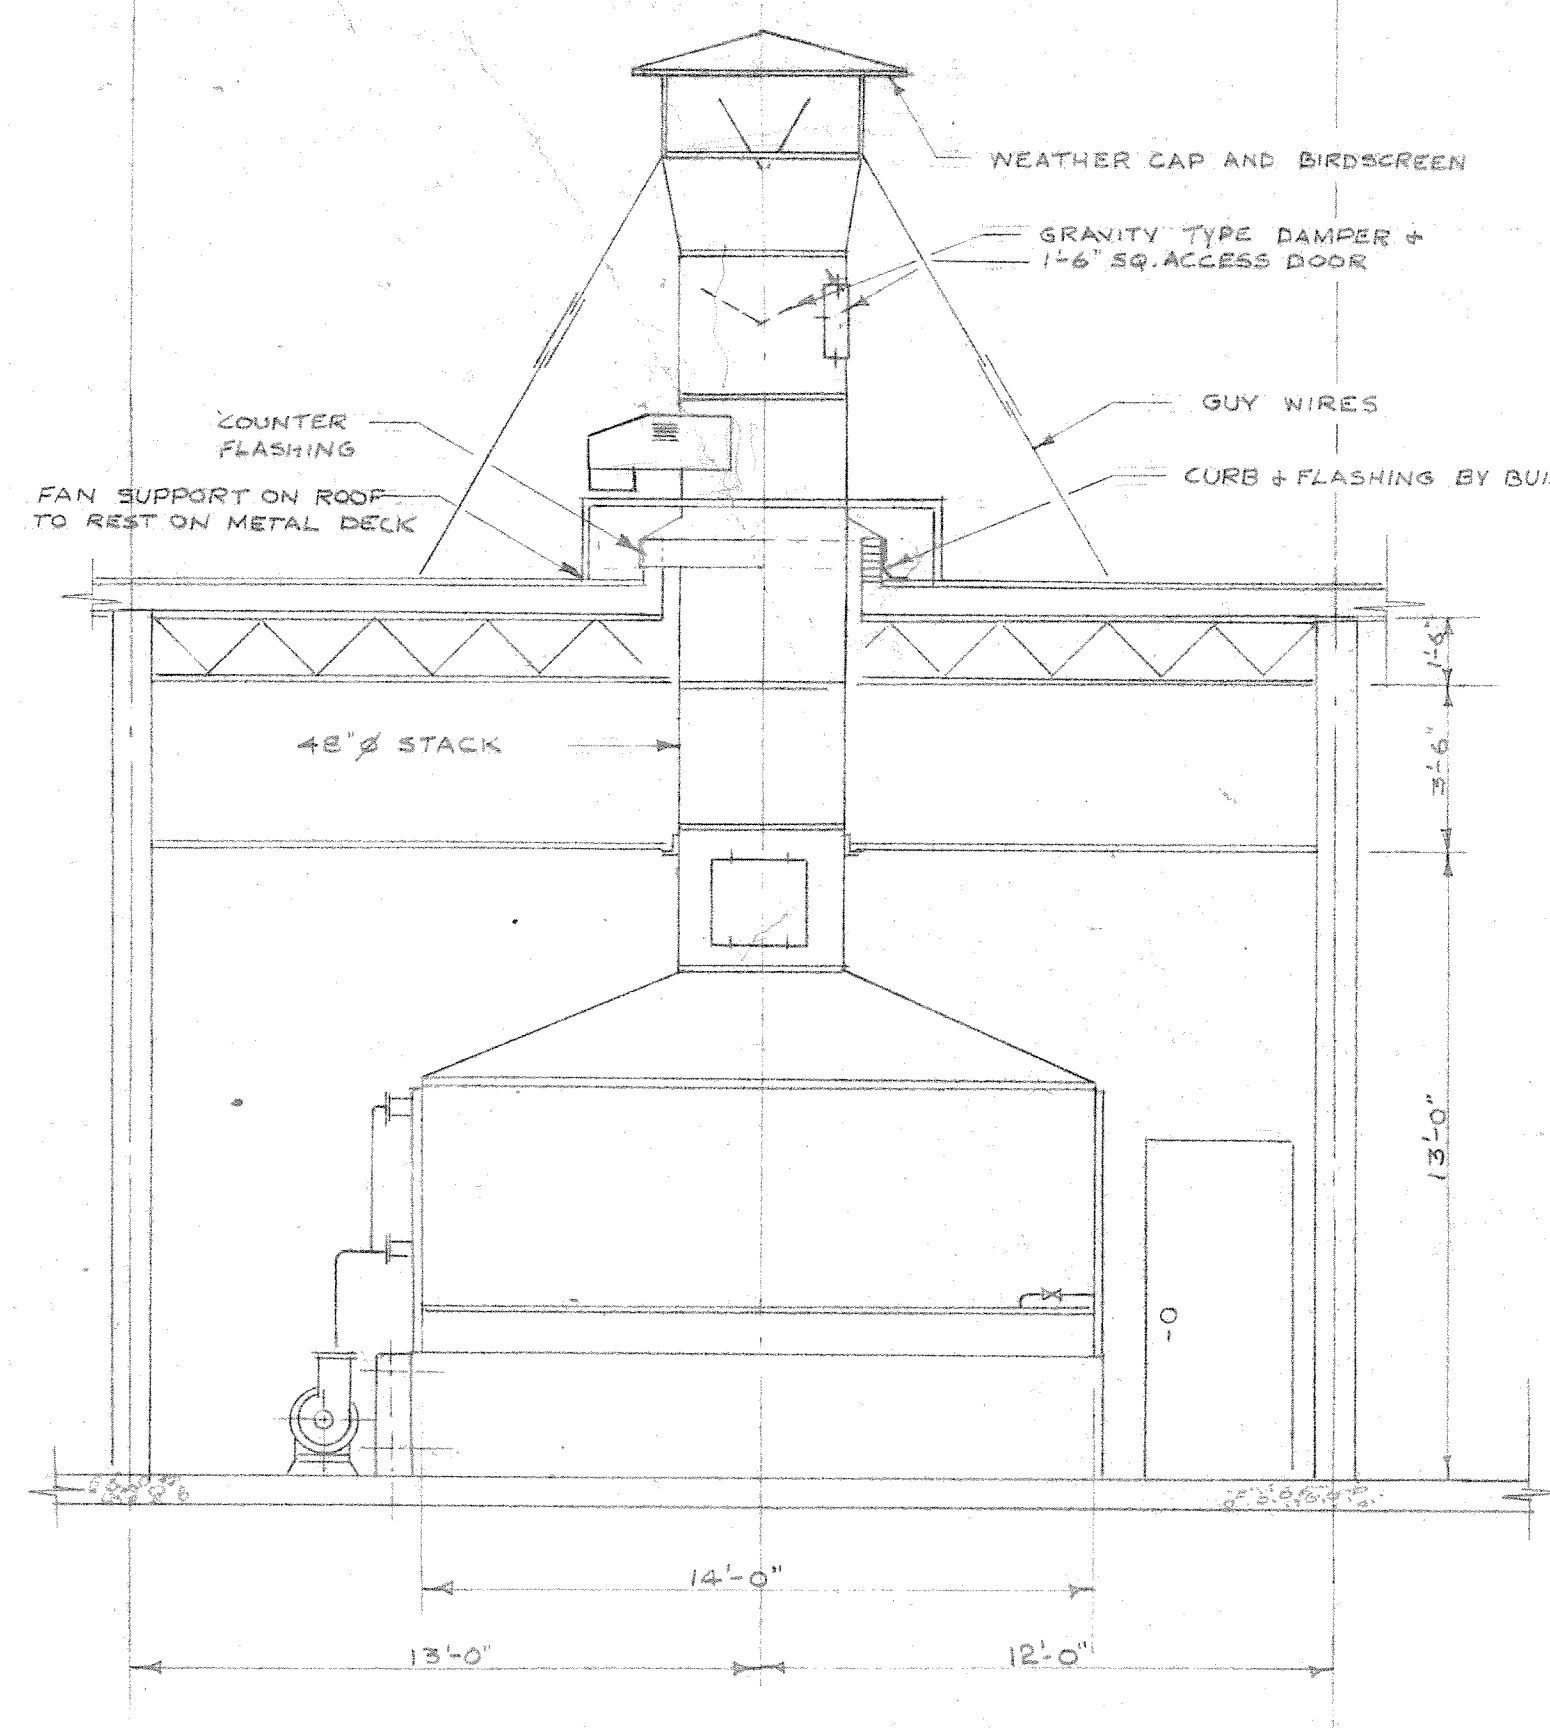 WEATHER CAP AND BIRDSCREEN
GRAVITY TYPE DAMPER &
1'-6" SQ. ACCESS DOOR
COUNTER
FLASHING
GUY WIRES
FAN SUPPORT ON ROOF
TO REST ON METAL DECK
CURB & FLASHING BY BUI
1'-6"
48"Ø STACK
3'-6"
13'-0"
14'-0"
13'-0"
12'-0"